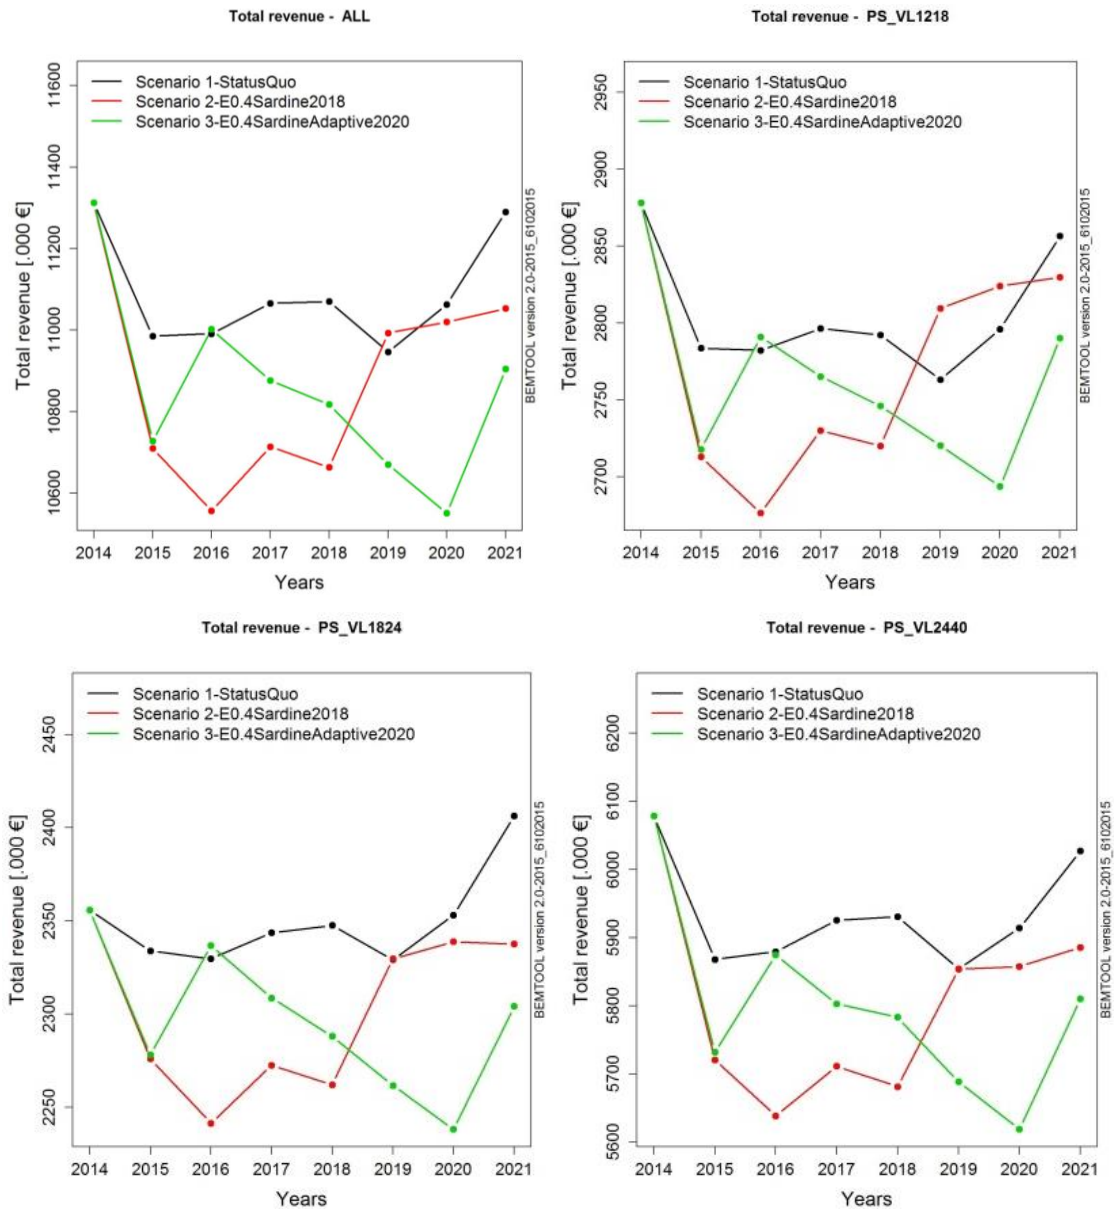 Total revenue - ALL
Scenario 1-StatusQuo
Scenario 2-E0.4Sardine2018
Scenario 3-E0.4SardineAdaptive2020
Total revenue [.000 €]
11600
11400
11200
11000
10800
10600
2014 2015 2016 2017 2018 2019 2020 2021
Years
BEMTOOL version 2.0-2015_6102015
Total revenue - PS_VL1218
Scenario 1-StatusQuo
Scenario 2-E0.4Sardine2018
Scenario 3-E0.4SardineAdaptive2020
Total revenue [.000 €]
2950
2900
2850
2800
2750
2700
2014 2015 2016 2017 2018 2019 2020 2021
Years
BEMTOOL version 2.0-2015_6102015
Total revenue - PS_VL1824
Scenario 1-StatusQuo
Scenario 2-E0.4Sardine2018
Scenario 3-E0.4SardineAdaptive2020
Total revenue [.000 €]
2450
2400
2350
2300
2250
2014 2015 2016 2017 2018 2019 2020 2021
Years
BEMTOOL version 2.0-2015_6102015
Total revenue - PS_VL2440
Scenario 1-StatusQuo
Scenario 2-E0.4Sardine2018
Scenario 3-E0.4SardineAdaptive2020
Total revenue [.000 €]
6200
6100
6000
5900
5800
5700
5600
2014 2015 2016 2017 2018 2019 2020 2021
Years
BEMTOOL version 2.0-2015_6102015